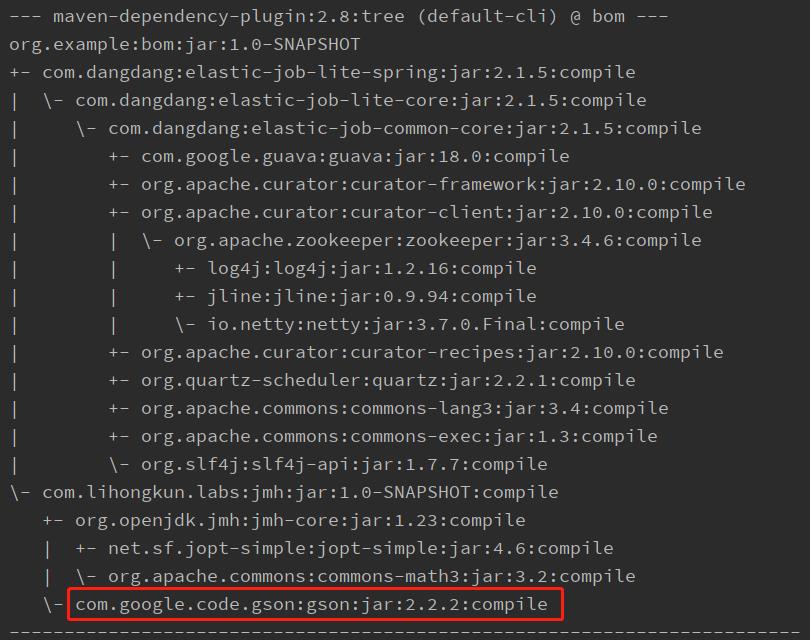 --- maven-dependency-plugin:2.8:tree (default-cli) @ bom ---
org.example:bom:jar:1.0-SNAPSHOT
+- com.dangdang:elastic-job-lite-spring:jar:2.1.5:compile
|  \- com.dangdang:elastic-job-lite-core:jar:2.1.5:compile
|     \- com.dangdang:elastic-job-common-core:jar:2.1.5:compile
|        +- com.google.guava:guava:jar:18.0:compile
|        +- org.apache.curator:curator-framework:jar:2.10.0:compile
|        +- org.apache.curator:curator-client:jar:2.10.0:compile
|        |  \- org.apache.zookeeper:zookeeper:jar:3.4.6:compile
|        |     +- log4j:log4j:jar:1.2.16:compile
|        |     +- jline:jline:jar:0.9.94:compile
|        |     \- io.netty:netty:jar:3.7.0.Final:compile
|        +- org.apache.curator:curator-recipes:jar:2.10.0:compile
|        +- org.quartz-scheduler:quartz:jar:2.2.1:compile
|        +- org.apache.commons:commons-lang3:jar:3.4:compile
|        +- org.apache.commons:commons-exec:jar:1.3:compile
|        \- org.slf4j:slf4j-api:jar:1.7.7:compile
\- com.lihongkun.labs:jmh:jar:1.0-SNAPSHOT:compile
   +- org.openjdk.jmh:jmh-core:jar:1.23:compile
   |  +- net.sf.jopt-simple:jopt-simple:jar:4.6:compile
   |  \- org.apache.commons:commons-math3:jar:3.2:compile
   \- com.google.code.gson:gson:jar:2.2.2:compile
------------------------------------------------------------------------